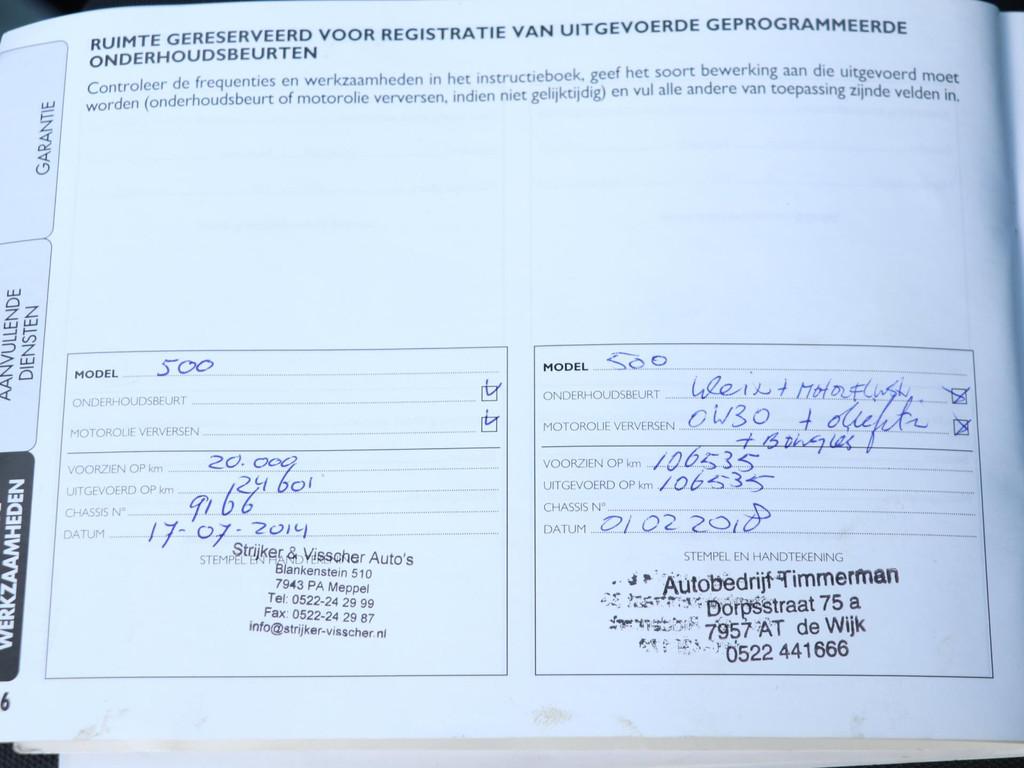 RUIMTE GERESERVEERD VOOR REGISTRATIE VAN UITGEVOERDE GEPROGRAMMEERDE
ONDERHOUDSBEURTEN
Controleer de frequenties en werkzaamheden in het instructieboek, geef het soort bewerking aan die uitgevoerd moet
worden (onderhoudsbeurt of motorolie verversen, indien niet gelijktijdig) en vul alle andere van toepassing zijnde velden in.
GARANTIE
AANVULLENDE
DIENSTEN
WERKZAAMHEDEN
6
MODEL 500
ONDERHOUDSBEURT
MOTOROLIE VERVERSEN
VOORZIEN OP km 20.000
UITGEVOERD OP km 24601
CHASSIS N° 9166
DATUM 17-07-2014
STEMPEL EN HANDTEKENING
Strijker & Visscher Auto's
Blankenstein 510
7943 PA Meppel
Tel: 0522-24 29 99
Fax: 0522-24 29 87
info@strijker-visscher.nl
MODEL 500
ONDERHOUDSBEURT klein + MOTORFLUSH
MOTOROLIE VERVERSEN 0W30 +
+ Bougies
VOORZIEN OP km 106535
UITGEVOERD OP km 106535
CHASSIS N°
DATUM 01 02 2018
STEMPEL EN HANDTEKENING
Autobedrijf Timmerman
Dorpsstraat 75 a
7957 AT de Wijk
0522 441666